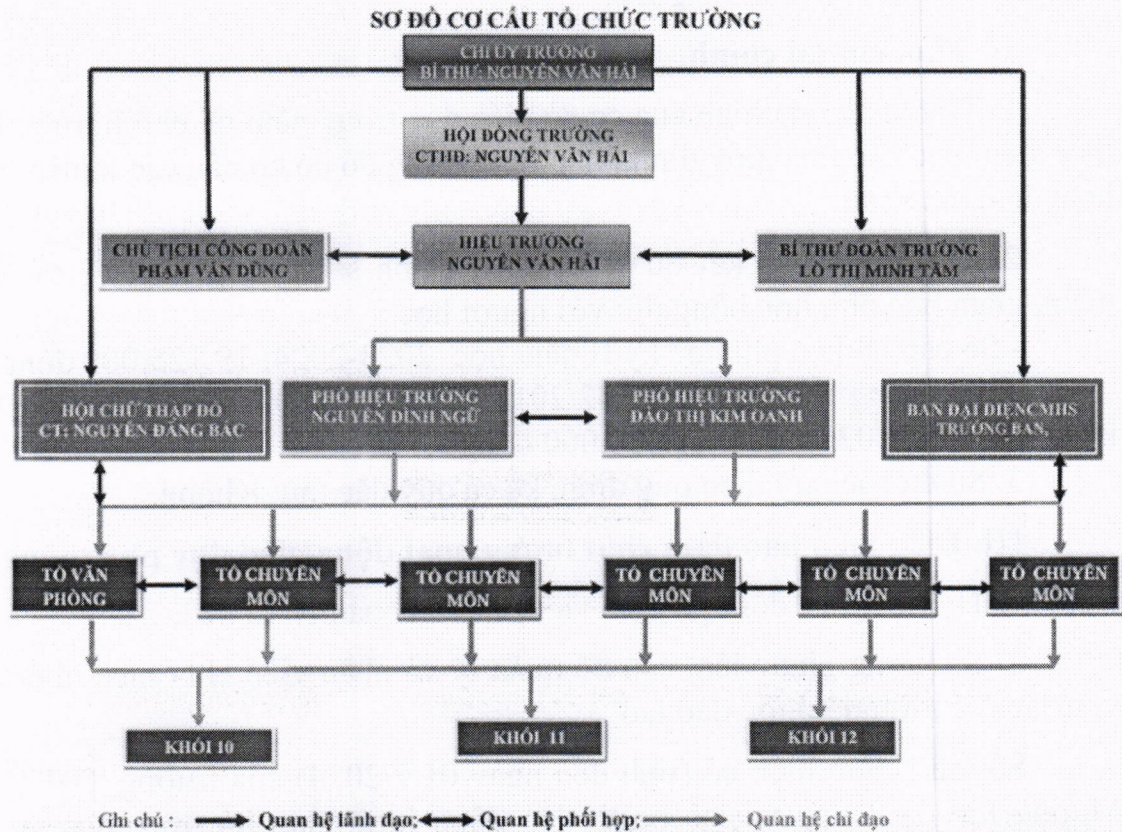 SƠ ĐỒ CƠ CẤU TỔ CHỨC TRƯỜNG
CHI ỦY TRƯỜNG
BÍ THƯ: NGUYỄN VĂN HẢI
HỘI ĐỒNG TRƯỜNG
CTHĐ: NGUYỄN VĂN HẢI
CHỦ TỊCH CÔNG ĐOÀN
PHẠM VĂN DŨNG
HIỆU TRƯỞNG
NGUYỄN VĂN HẢI
BÍ THƯ ĐOÀN TRƯỜNG
LÒ THỊ MINH TÂM
HỘI CHỮ THẬP ĐỎ
CT: NGUYỄN ĐĂNG BẮC
PHÓ HIỆU TRƯỞNG
NGUYỄN ĐÌNH NGỮ
PHÓ HIỆU TRƯỞNG
ĐÀO THỊ KIM OANH
BAN ĐẠI DIỆNCMHS
TRƯỞNG BAN,
TỔ VĂN
PHÒNG
TỔ CHUYÊN
MÔN
TỔ CHUYÊN
MÔN
TỔ CHUYÊN
MÔN
TỔ CHUYÊN
MÔN
TỔ CHUYÊN
MÔN
KHỐI 10
KHỐI 11
KHỐI 12
Ghi chú : Quan hệ lãnh đạo; Quan hệ phối hợp; Quan hệ chỉ đạo